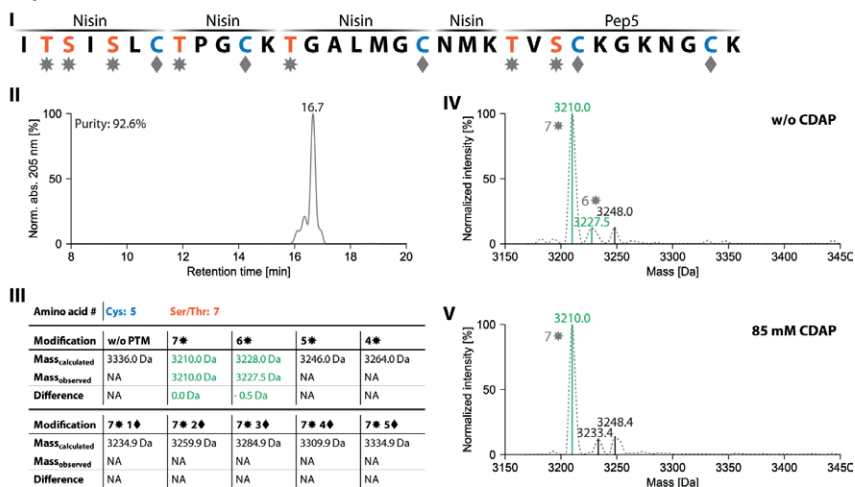 I
Nisin Nisin Nisin Nisin Pep5
I T S I S L C T P G C K T G A L M G C N M K T V S C K G K N G C K
II
Purity: 92.6%
16.7
100
50
0
Norm. abs. 205 nm [%]
8 10 12 14 16 18 20
Retention time [min]
III
Amino acid # Cys: 5 Ser/Thr: 7
Modification w/o PTM 7✷ 6✷ 5✷ 4✷
Mass calculated 3336.0 Da 3210.0 Da 3228.0 Da 3246.0 Da 3264.0 Da
Mass observed NA 3210.0 Da 3227.5 Da NA NA
Difference NA 0.0 Da - 0.5 Da NA NA
Modification 7✷ 1♦ 7✷ 2♦ 7✷ 3♦ 7✷ 4♦ 7✷ 5♦
Mass calculated 3234.9 Da 3259.9 Da 3284.9 Da 3309.9 Da 3334.9 Da
Mass observed NA NA NA NA NA
Difference NA NA NA NA NA
IV
w/o CDAP
3210.0
7✷
6✷
3227.5
3248.0
100
50
0
Normalized intensity [%]
3150 3200 3250 3300 3350 3400 3450
Mass [Da]
V
85 mM CDAP
3210.0
7✷
3233.4
3248.4
100
50
0
Normalized intensity [%]
3150 3200 3250 3300 3350 3400 3450
Mass [Da]